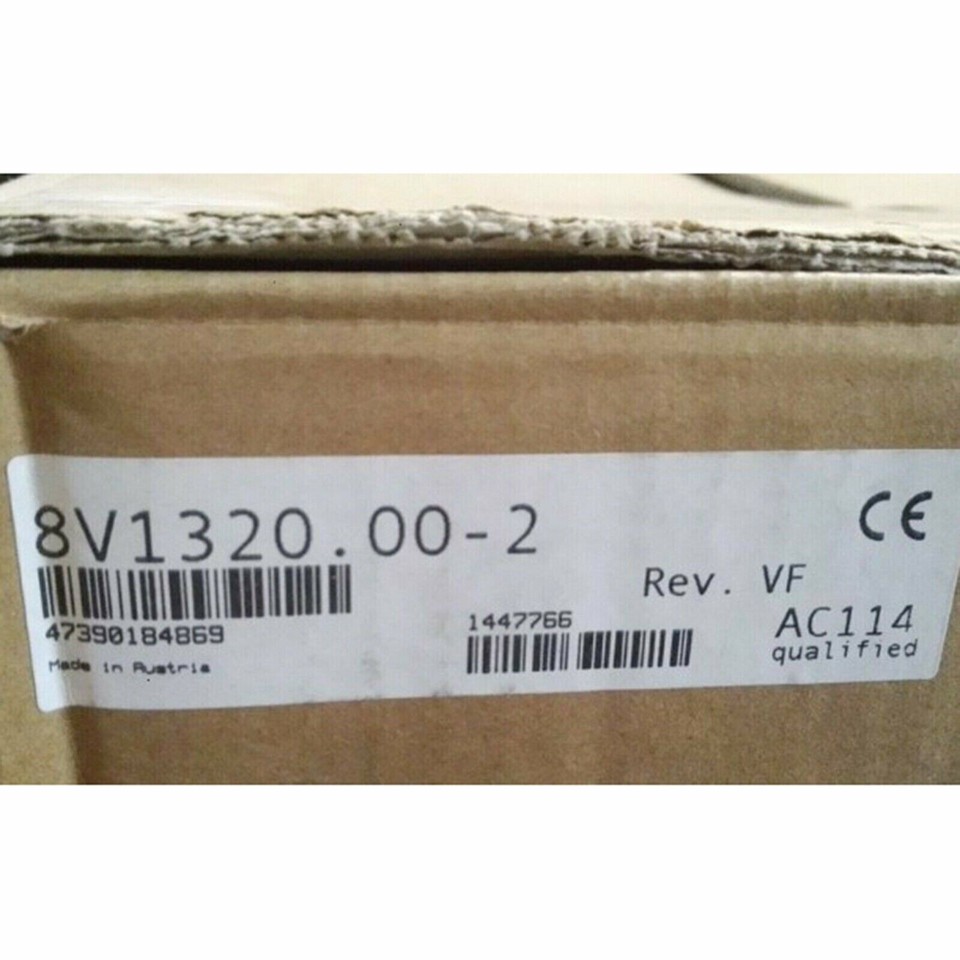 8V1320.00-2
CE
Rev. VF
47390184869
1447766
AC114
qualified
Made in Austria